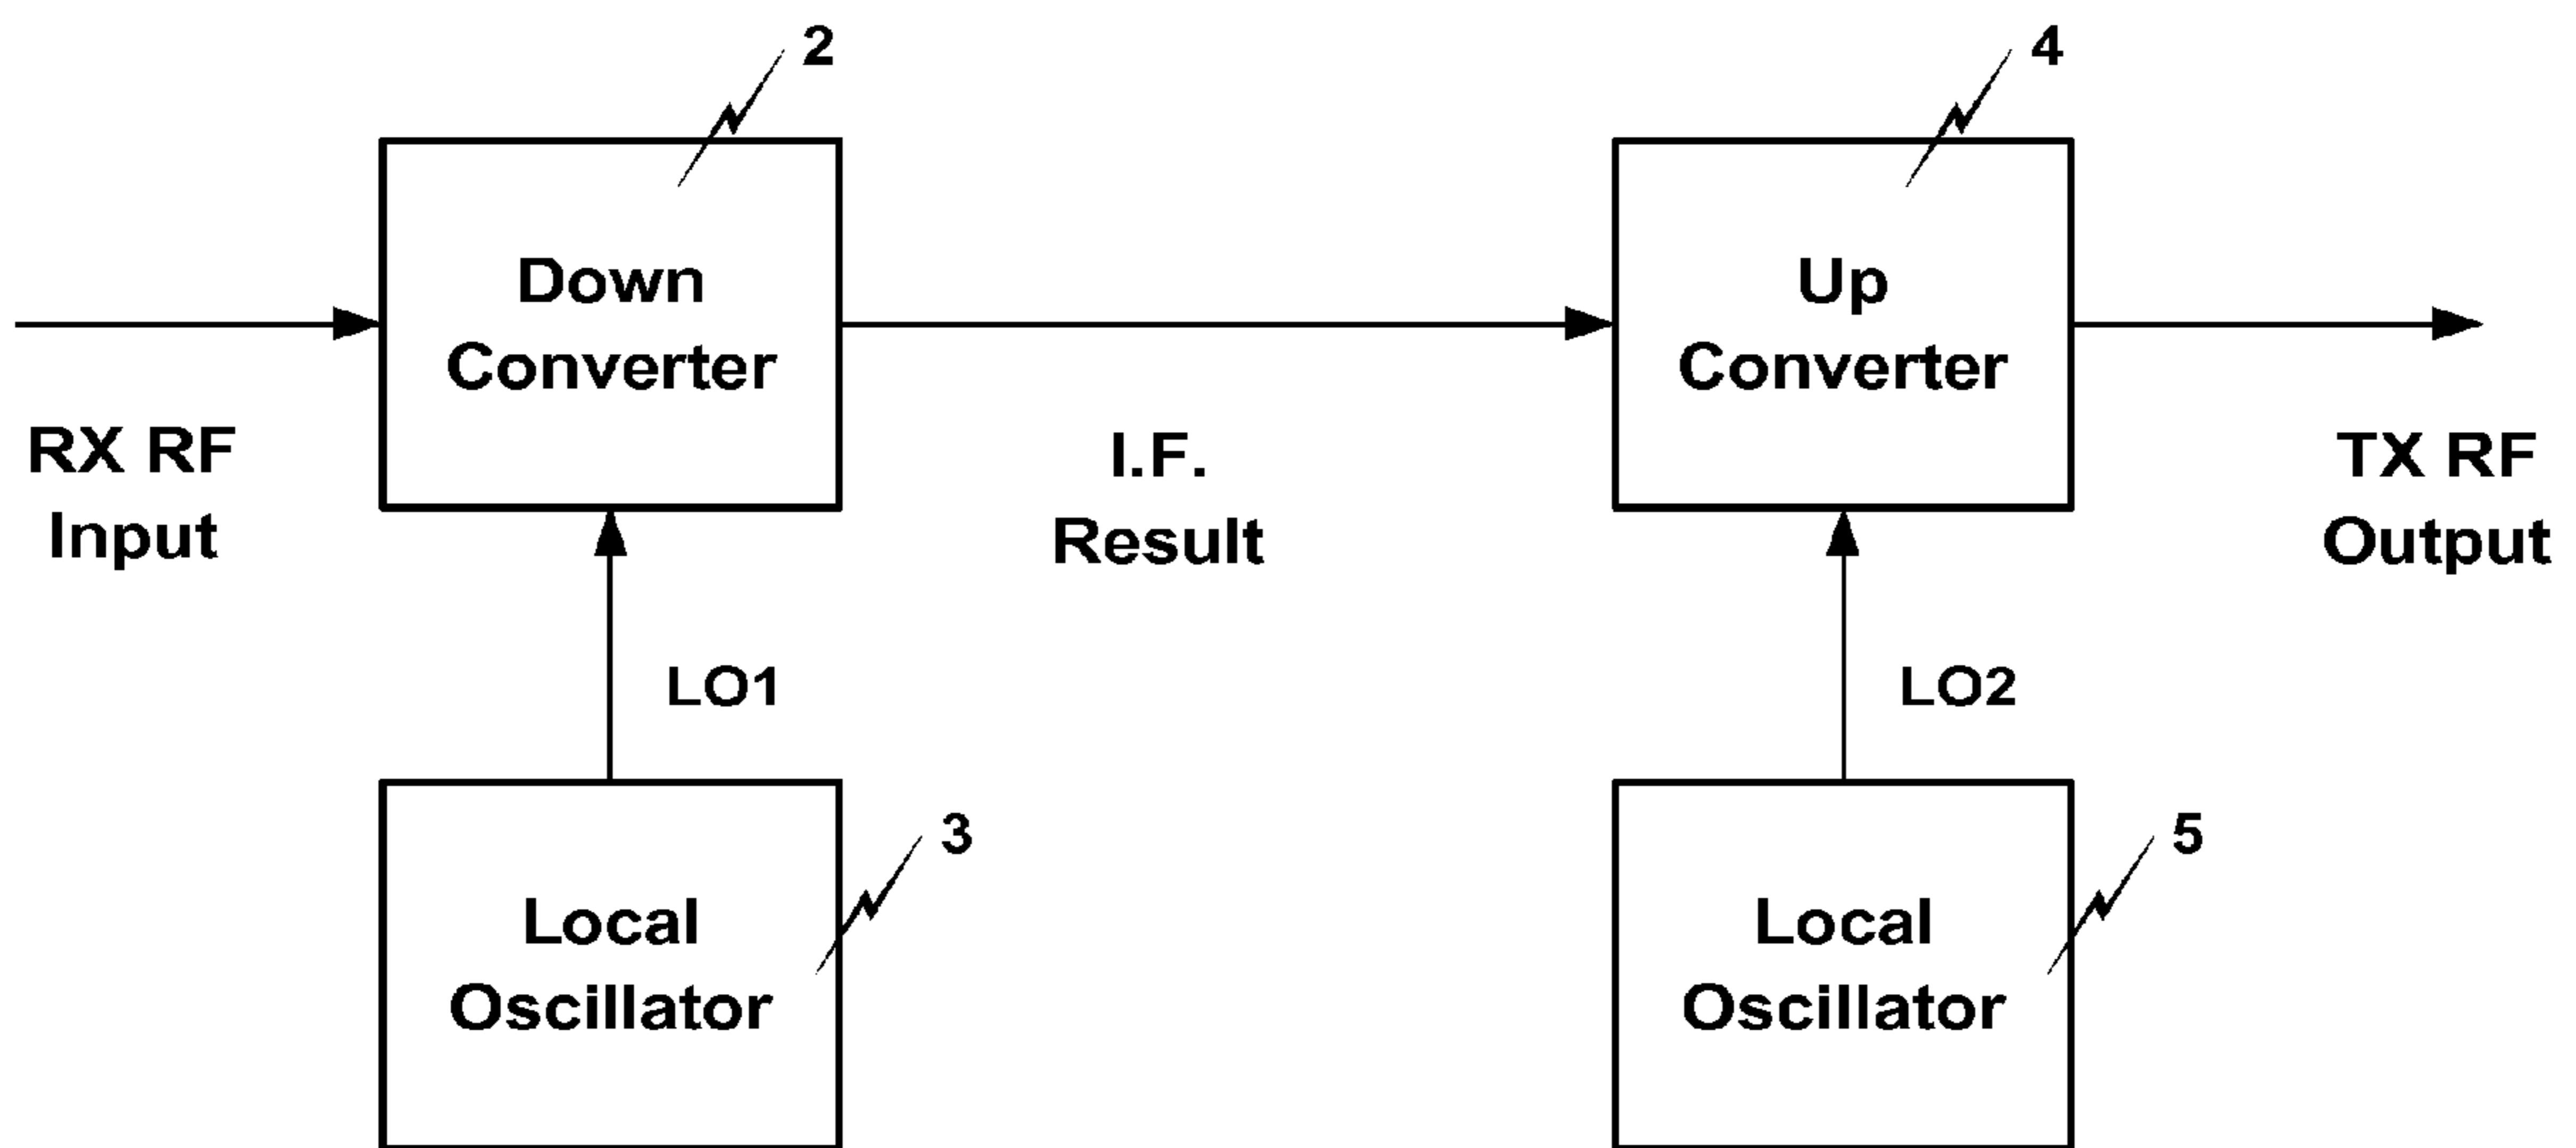 2
4
Down
Converter
Up
Converter
RX RF
Input
I.F.
Result
TX RF
Output
LO1
LO2
3
5
Local
Oscillator
Local
Oscillator